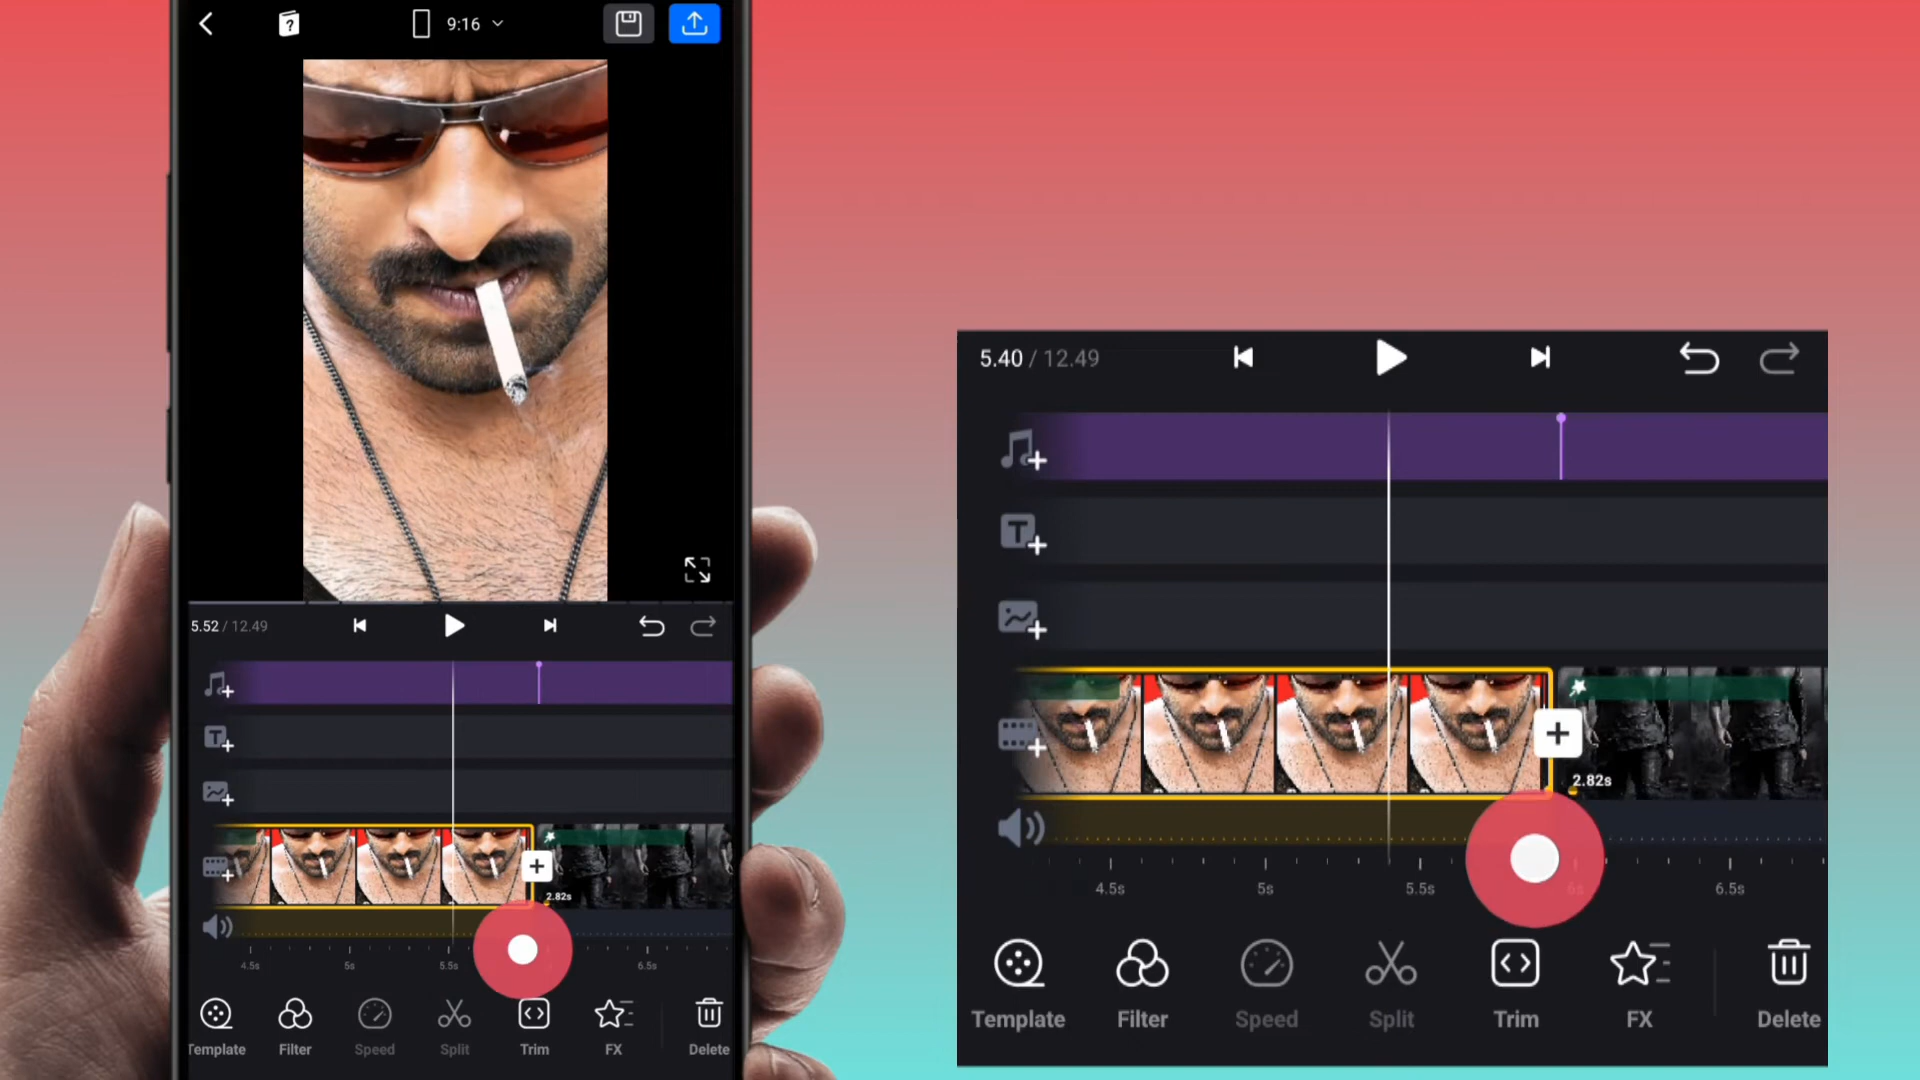 9:16
5.52 / 12.49
2.82s
4.5s 5s 5.5s 6.5s
Template Filter Speed Split Trim FX Delete
5.40 / 12.49
2.82s
4.5s 5s 5.5s 6s 6.5s
Template Filter Speed Split Trim FX Delete